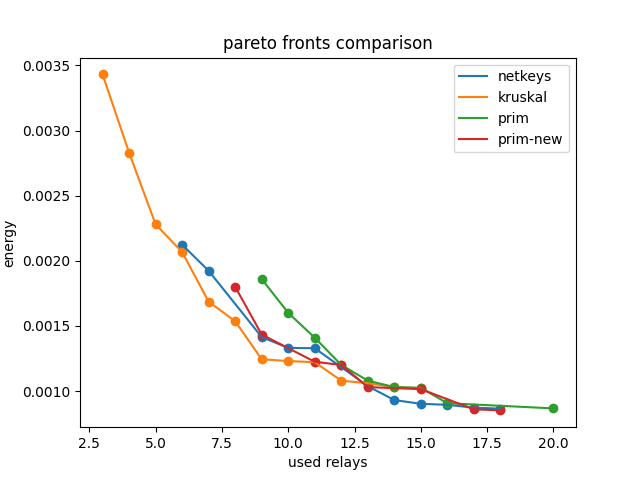 pareto fronts comparison
netkeys
kruskal
prim
prim-new
0.0035
0.0030
0.0025
0.0020
0.0015
0.0010
energy
2.5 5.0 7.5 10.0 12.5 15.0 17.5 20.0
used relays